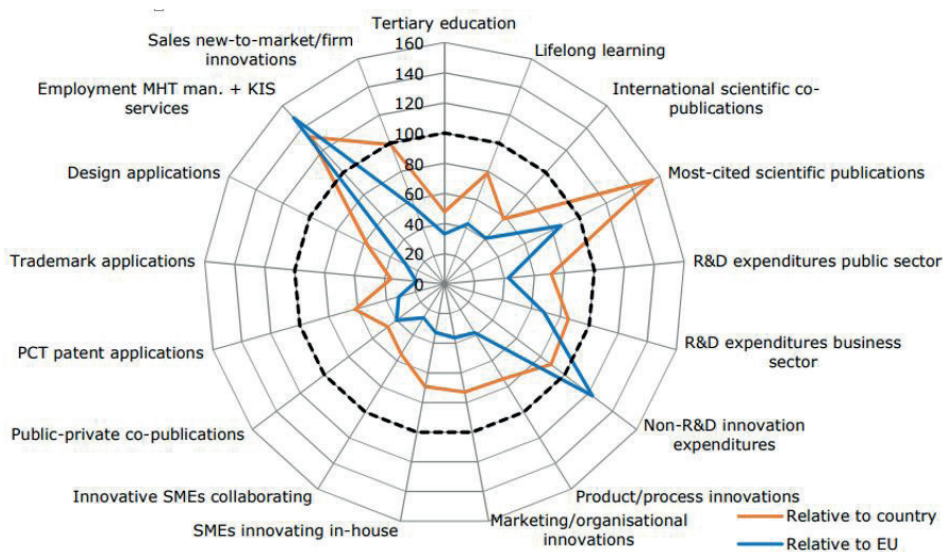 Tertiary education
160
140
120
100
80
60
40
20
0
Lifelong learning
International scientific co-
publications
Most-cited scientific publications
R&D expenditures public sector
R&D expenditures business
sector
Non-R&D innovation
expenditures
Product/process innovations
Marketing/organisational
innovations
SMEs innovating in-house
Innovative SMEs collaborating
Public-private co-publications
PCT patent applications
Trademark applications
Design applications
Employment MHT man. + KIS
services
Sales new-to-market/firm
innovations
Relative to country
Relative to EU